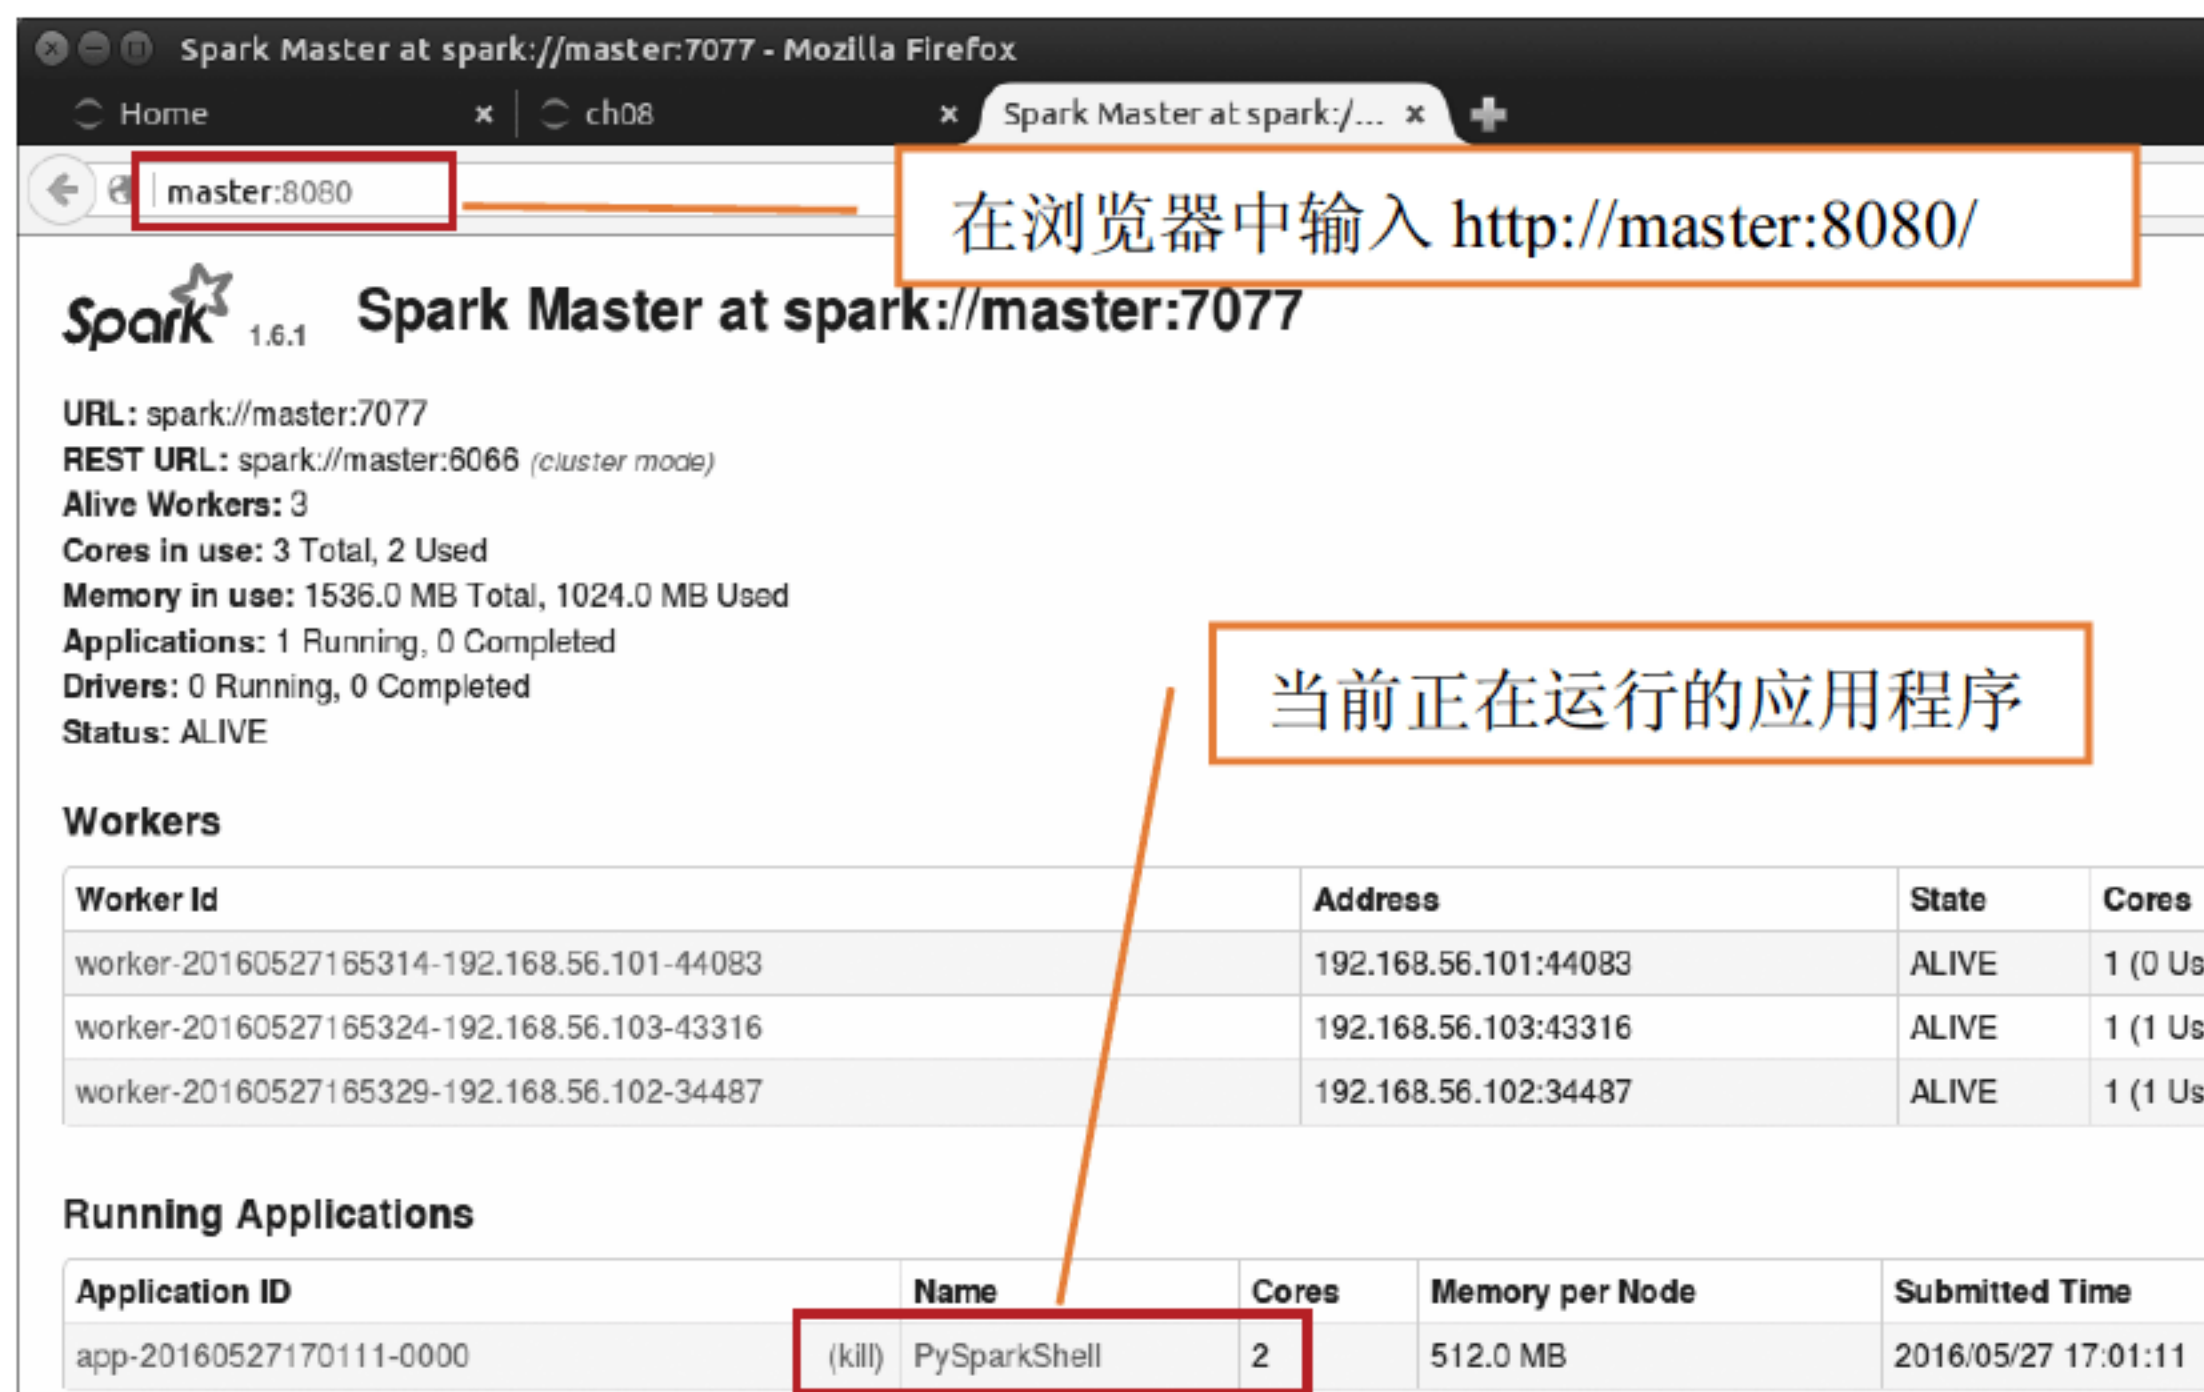 Spark Master at spark://master:7077 - Mozilla Firefox
Home × ch08 × Spark Master at spark:/... ×
master:8080
在浏览器中输入 http://master:8080/
Spark 1.6.1 Spark Master at spark://master:7077
URL: spark://master:7077
REST URL: spark://master:6066 (cluster mode)
Alive Workers: 3
Cores in use: 3 Total, 2 Used
Memory in use: 1536.0 MB Total, 1024.0 MB Used
Applications: 1 Running, 0 Completed
Drivers: 0 Running, 0 Completed
Status: ALIVE
当前正在运行的应用程序
Workers
Worker Id Address State Cores
worker-20160527165314-192.168.56.101-44083 192.168.56.101:44083 ALIVE 1 (0 Us
worker-20160527165324-192.168.56.103-43316 192.168.56.103:43316 ALIVE 1 (1 Us
worker-20160527165329-192.168.56.102-34487 192.168.56.102:34487 ALIVE 1 (1 Us
Running Applications
Application ID Name Cores Memory per Node Submitted Time
app-20160527170111-0000 (kill) PySparkShell 2 512.0 MB 2016/05/27 17:01:11